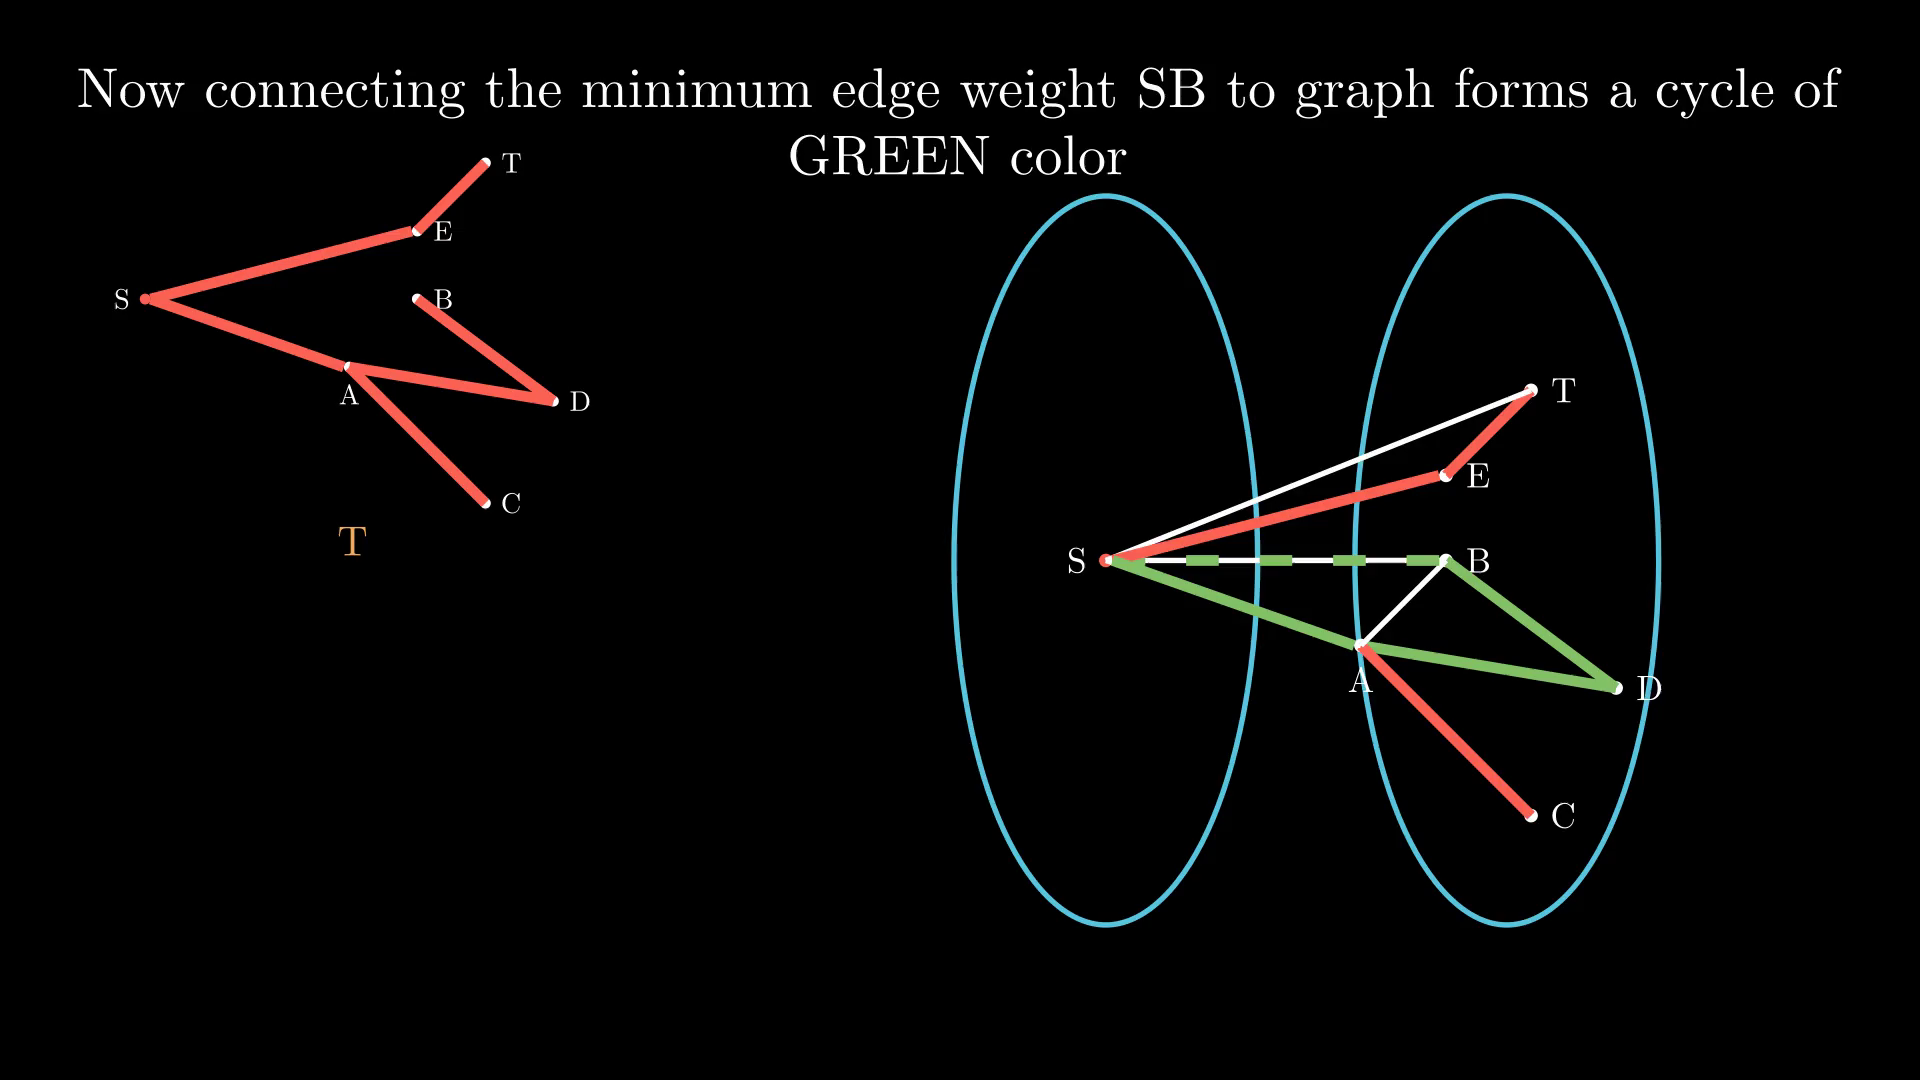 Now connecting the minimum edge weight SB to graph forms a cycle of
GREEN color
T
E
S
B
A
D
C
T
T
E
S
B
A
D
C